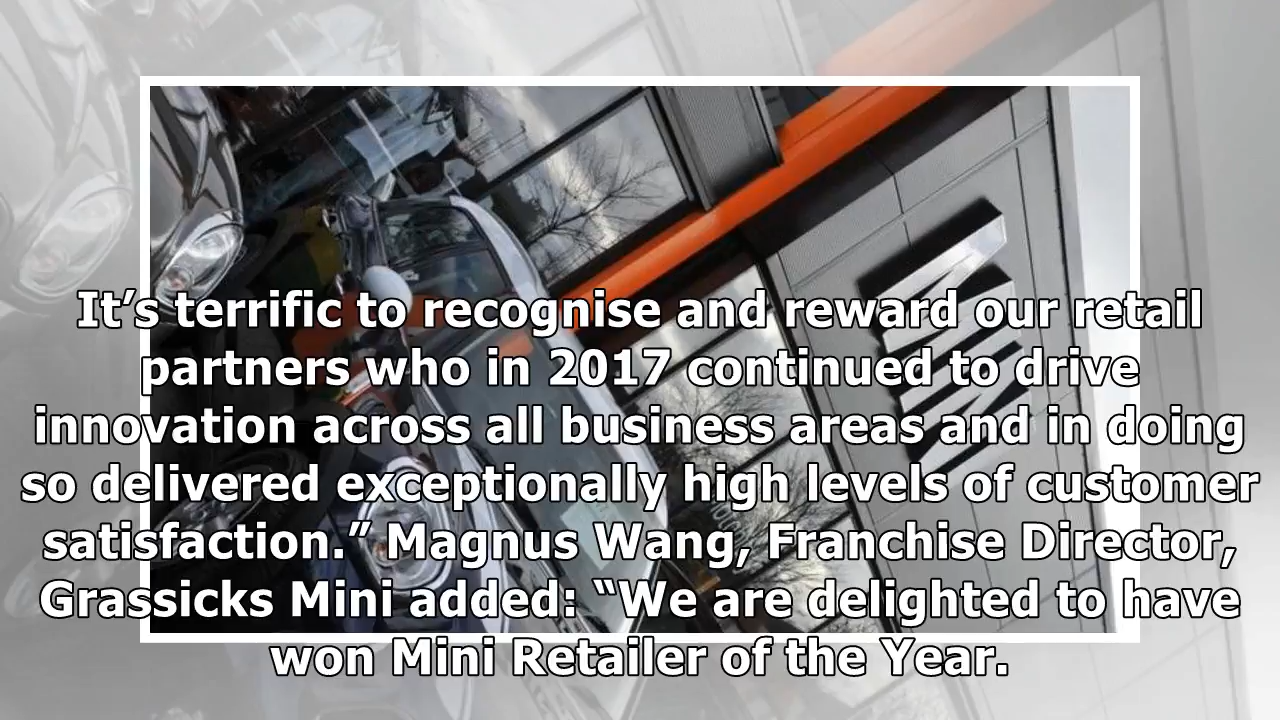 It’s terrific to recognise and reward our retail
partners who in 2017 continued to drive
innovation across all business areas and in doing
so delivered exceptionally high levels of customer
satisfaction.” Magnus Wang, Franchise Director,
Grassicks Mini added: “We are delighted to have
won Mini Retailer of the Year.
MINI